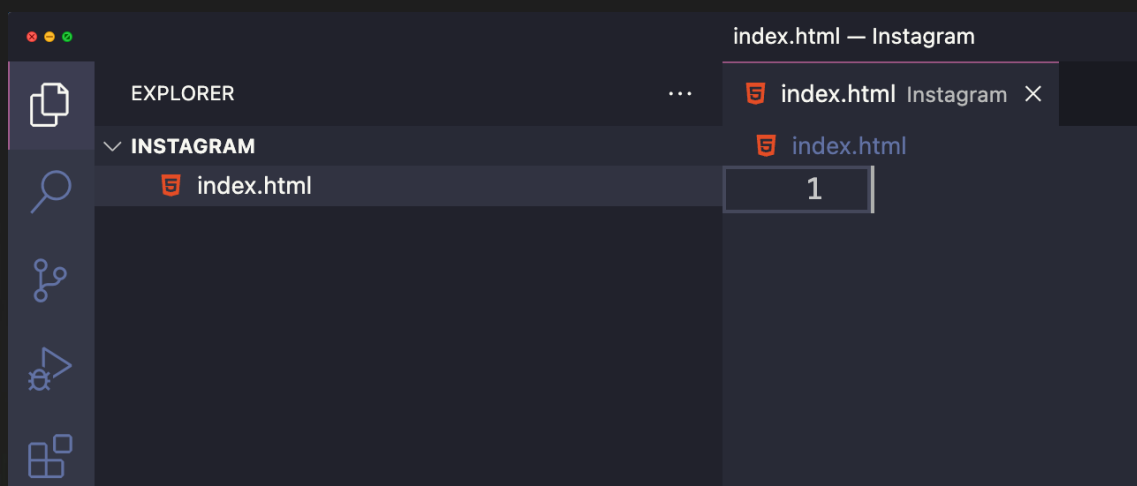 index.html — Instagram
EXPLORER
INSTAGRAM
index.html
index.html Instagram
index.html
1